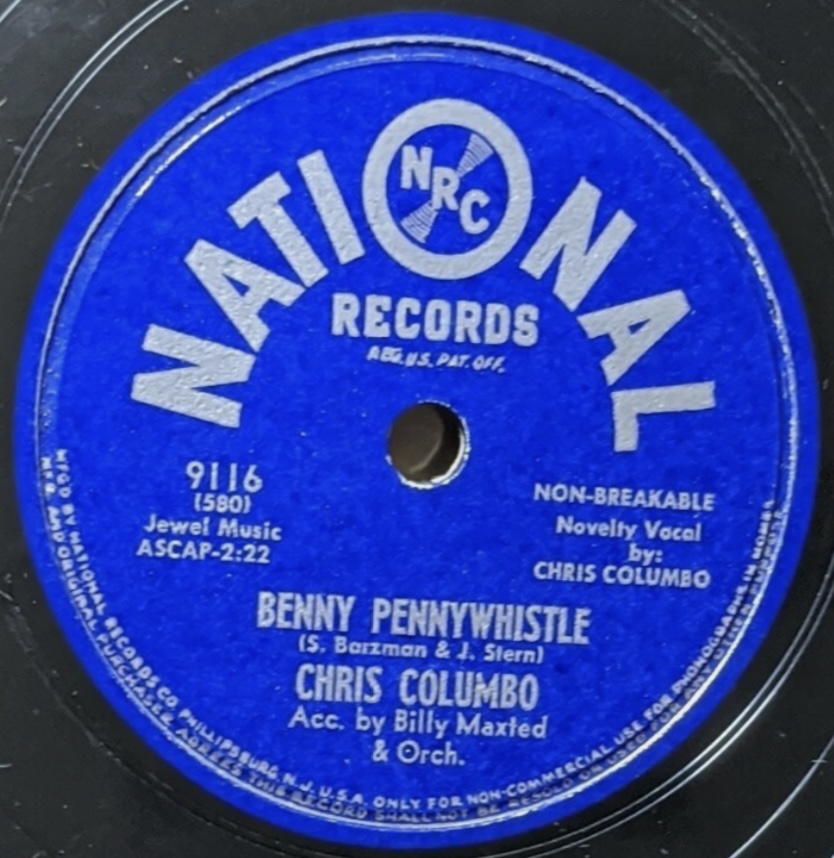 NATIONAL
NRC
RECORDS
REG. U.S. PAT. OFF.
9116
(580)
Jewel Music
ASCAP-2:22
NON-BREAKABLE
Novelty Vocal
by:
CHRIS COLUMBO
BENNY PENNYWHISTLE
(S. Barzman & J. Stern)
CHRIS COLUMBO
Acc. by Billy Maxted
& Orch.
MFG'D BY NATIONAL RECORDS CO. PHILLIPSBURG N. J. U.S.A. ONLY FOR NON-COMMERCIAL USE FOR PHONOGRAPHS IN HOMES
MFR. AND ORIGINAL PURCHASER AGREES THIS RECORD SHALL NOT BE RESOLD OR USED FOR ANY OTHER PURPOSE